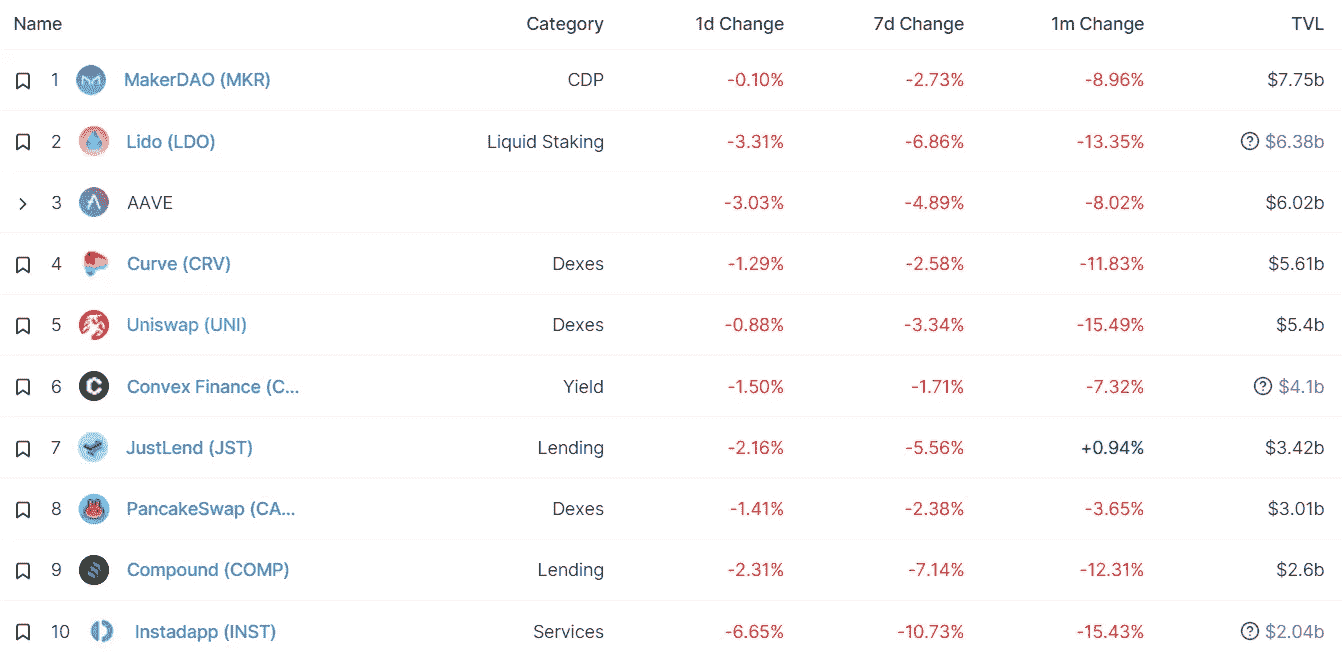 Name Category 1d Change 7d Change 1m Change TVL
1 MakerDAO (MKR) CDP -0.10% -2.73% -8.96% $7.75b
2 Lido (LDO) Liquid Staking -3.31% -6.86% -13.35% $6.38b
3 AAVE -3.03% -4.89% -8.02% $6.02b
4 Curve (CRV) Dexes -1.29% -2.58% -11.83% $5.61b
5 Uniswap (UNI) Dexes -0.88% -3.34% -15.49% $5.4b
6 Convex Finance (C... Yield -1.50% -1.71% -7.32% $4.1b
7 JustLend (JST) Lending -2.16% -5.56% +0.94% $3.42b
8 PancakeSwap (CA... Dexes -1.41% -2.38% -3.65% $3.01b
9 Compound (COMP) Lending -2.31% -7.14% -12.31% $2.6b
10 Instadapp (INST) Services -6.65% -10.73% -15.43% $2.04b